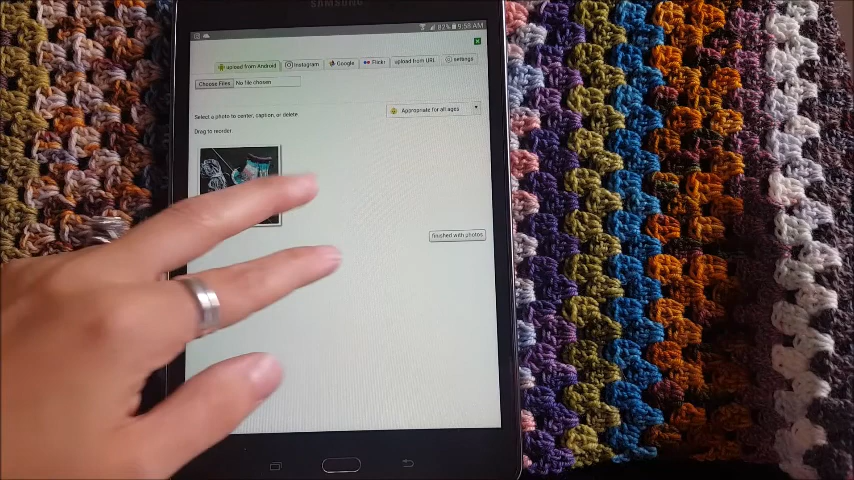 SAMSUNG
82% 9:58 AM
upload from Android Instagram Google Flickr upload from URL settings
Choose Files No file chosen
Appropriate for all ages
Select a photo to center, caption, or delete
Drag to reorder.
finished with photos